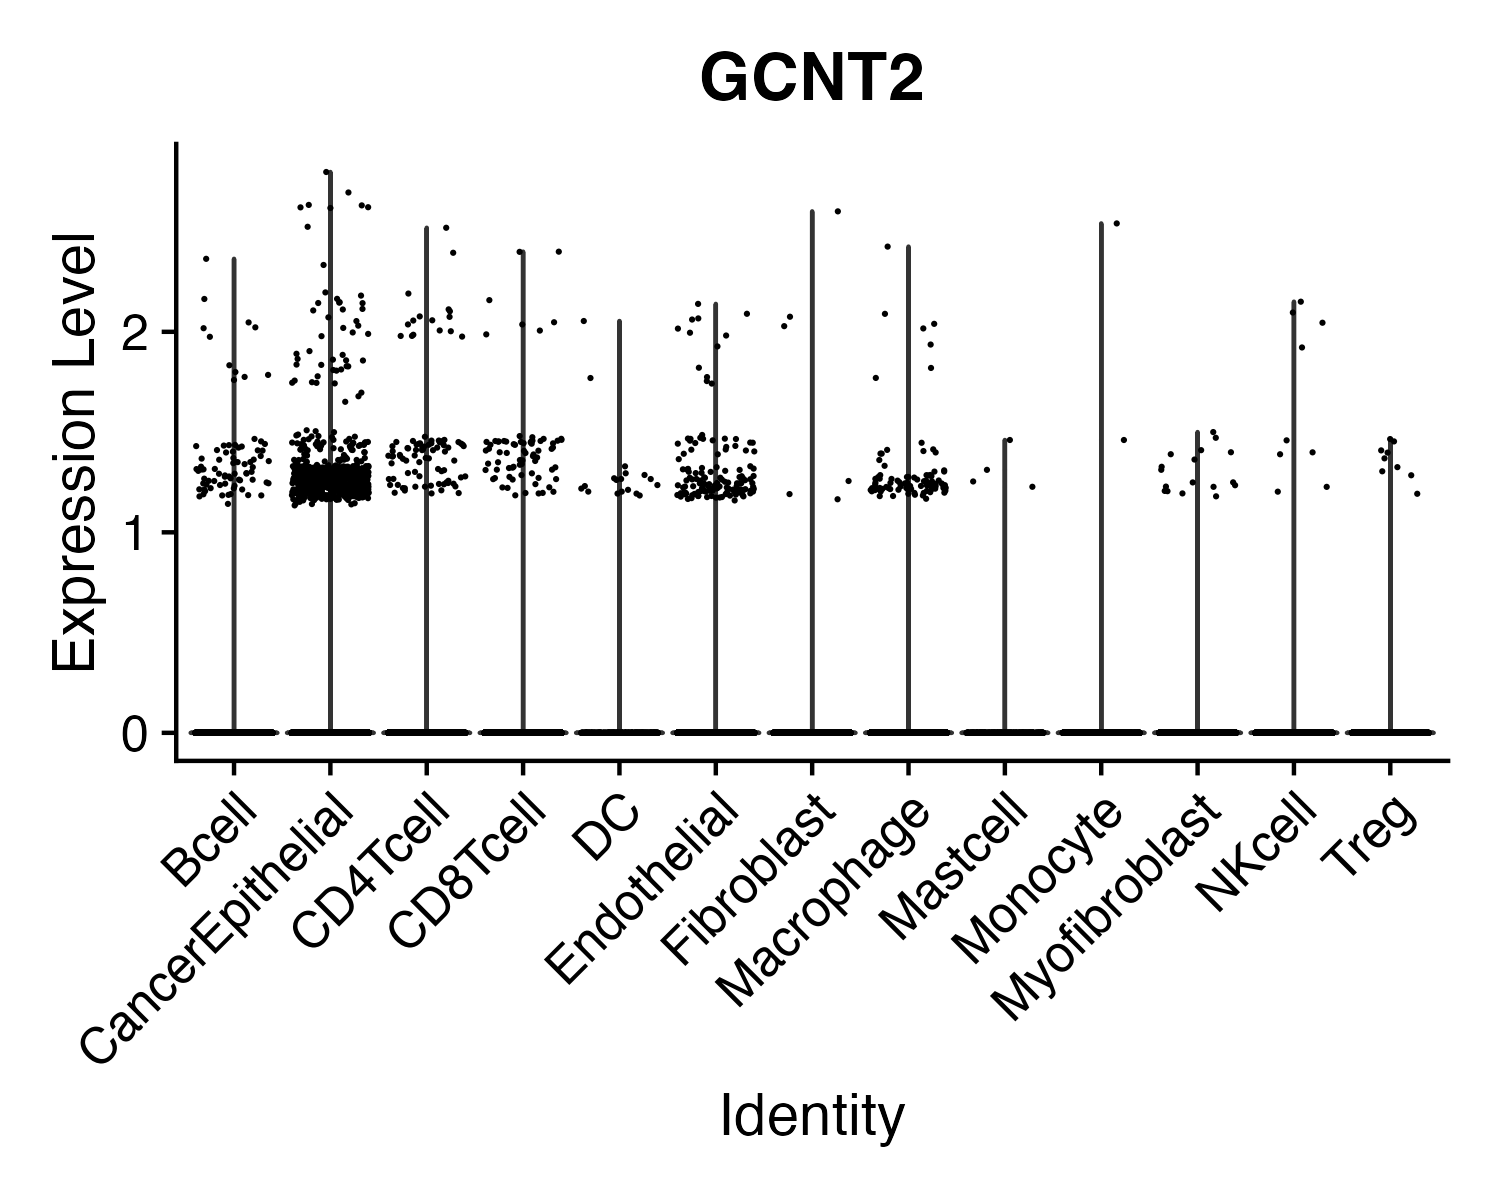 GCNT2
Expression Level
2
1
0
Bcell
CancerEpithelial
CD4Tcell
CD8Tcell
DC
Endothelial
Fibroblast
Macrophage
Mastcell
Monocyte
Myofibroblast
NKcell
Treg
Identity